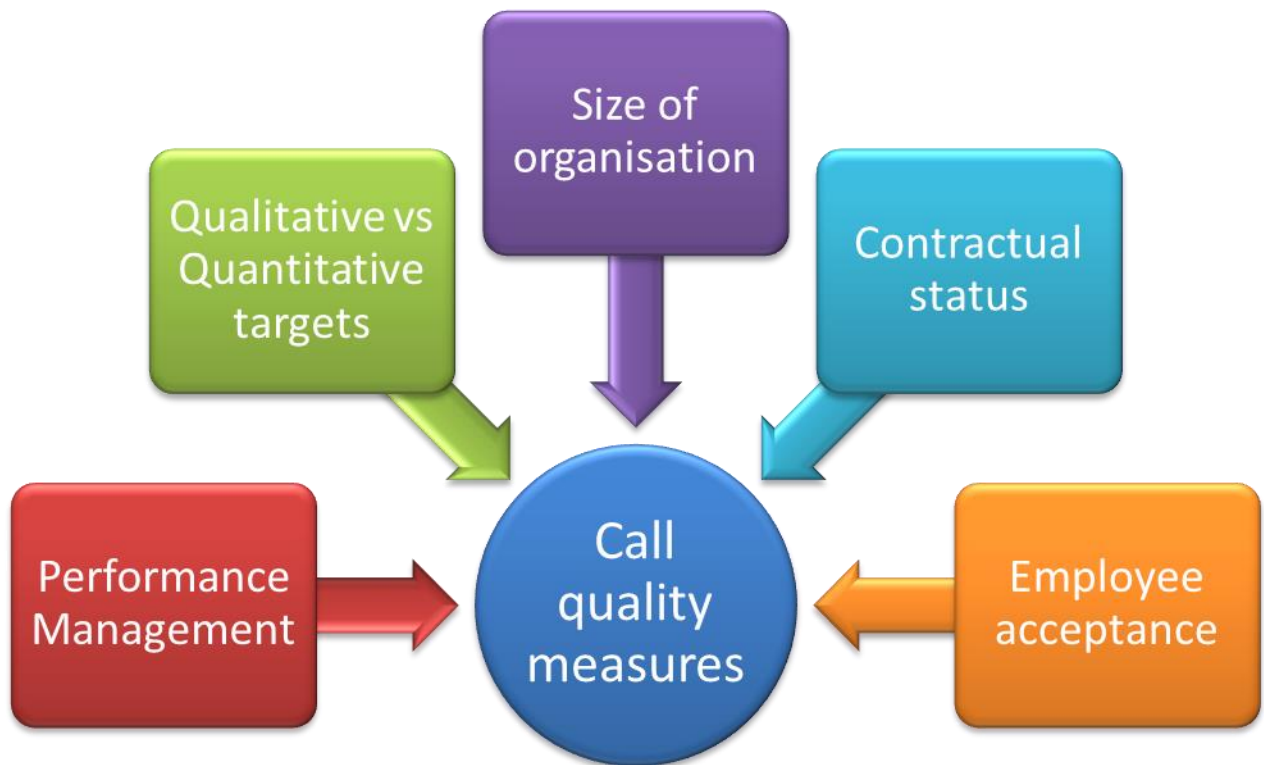 Size of
organisation
Qualitative vs
Quantitative
targets
Contractual
status
Performance
Management
Call
quality
measures
Employee
acceptance